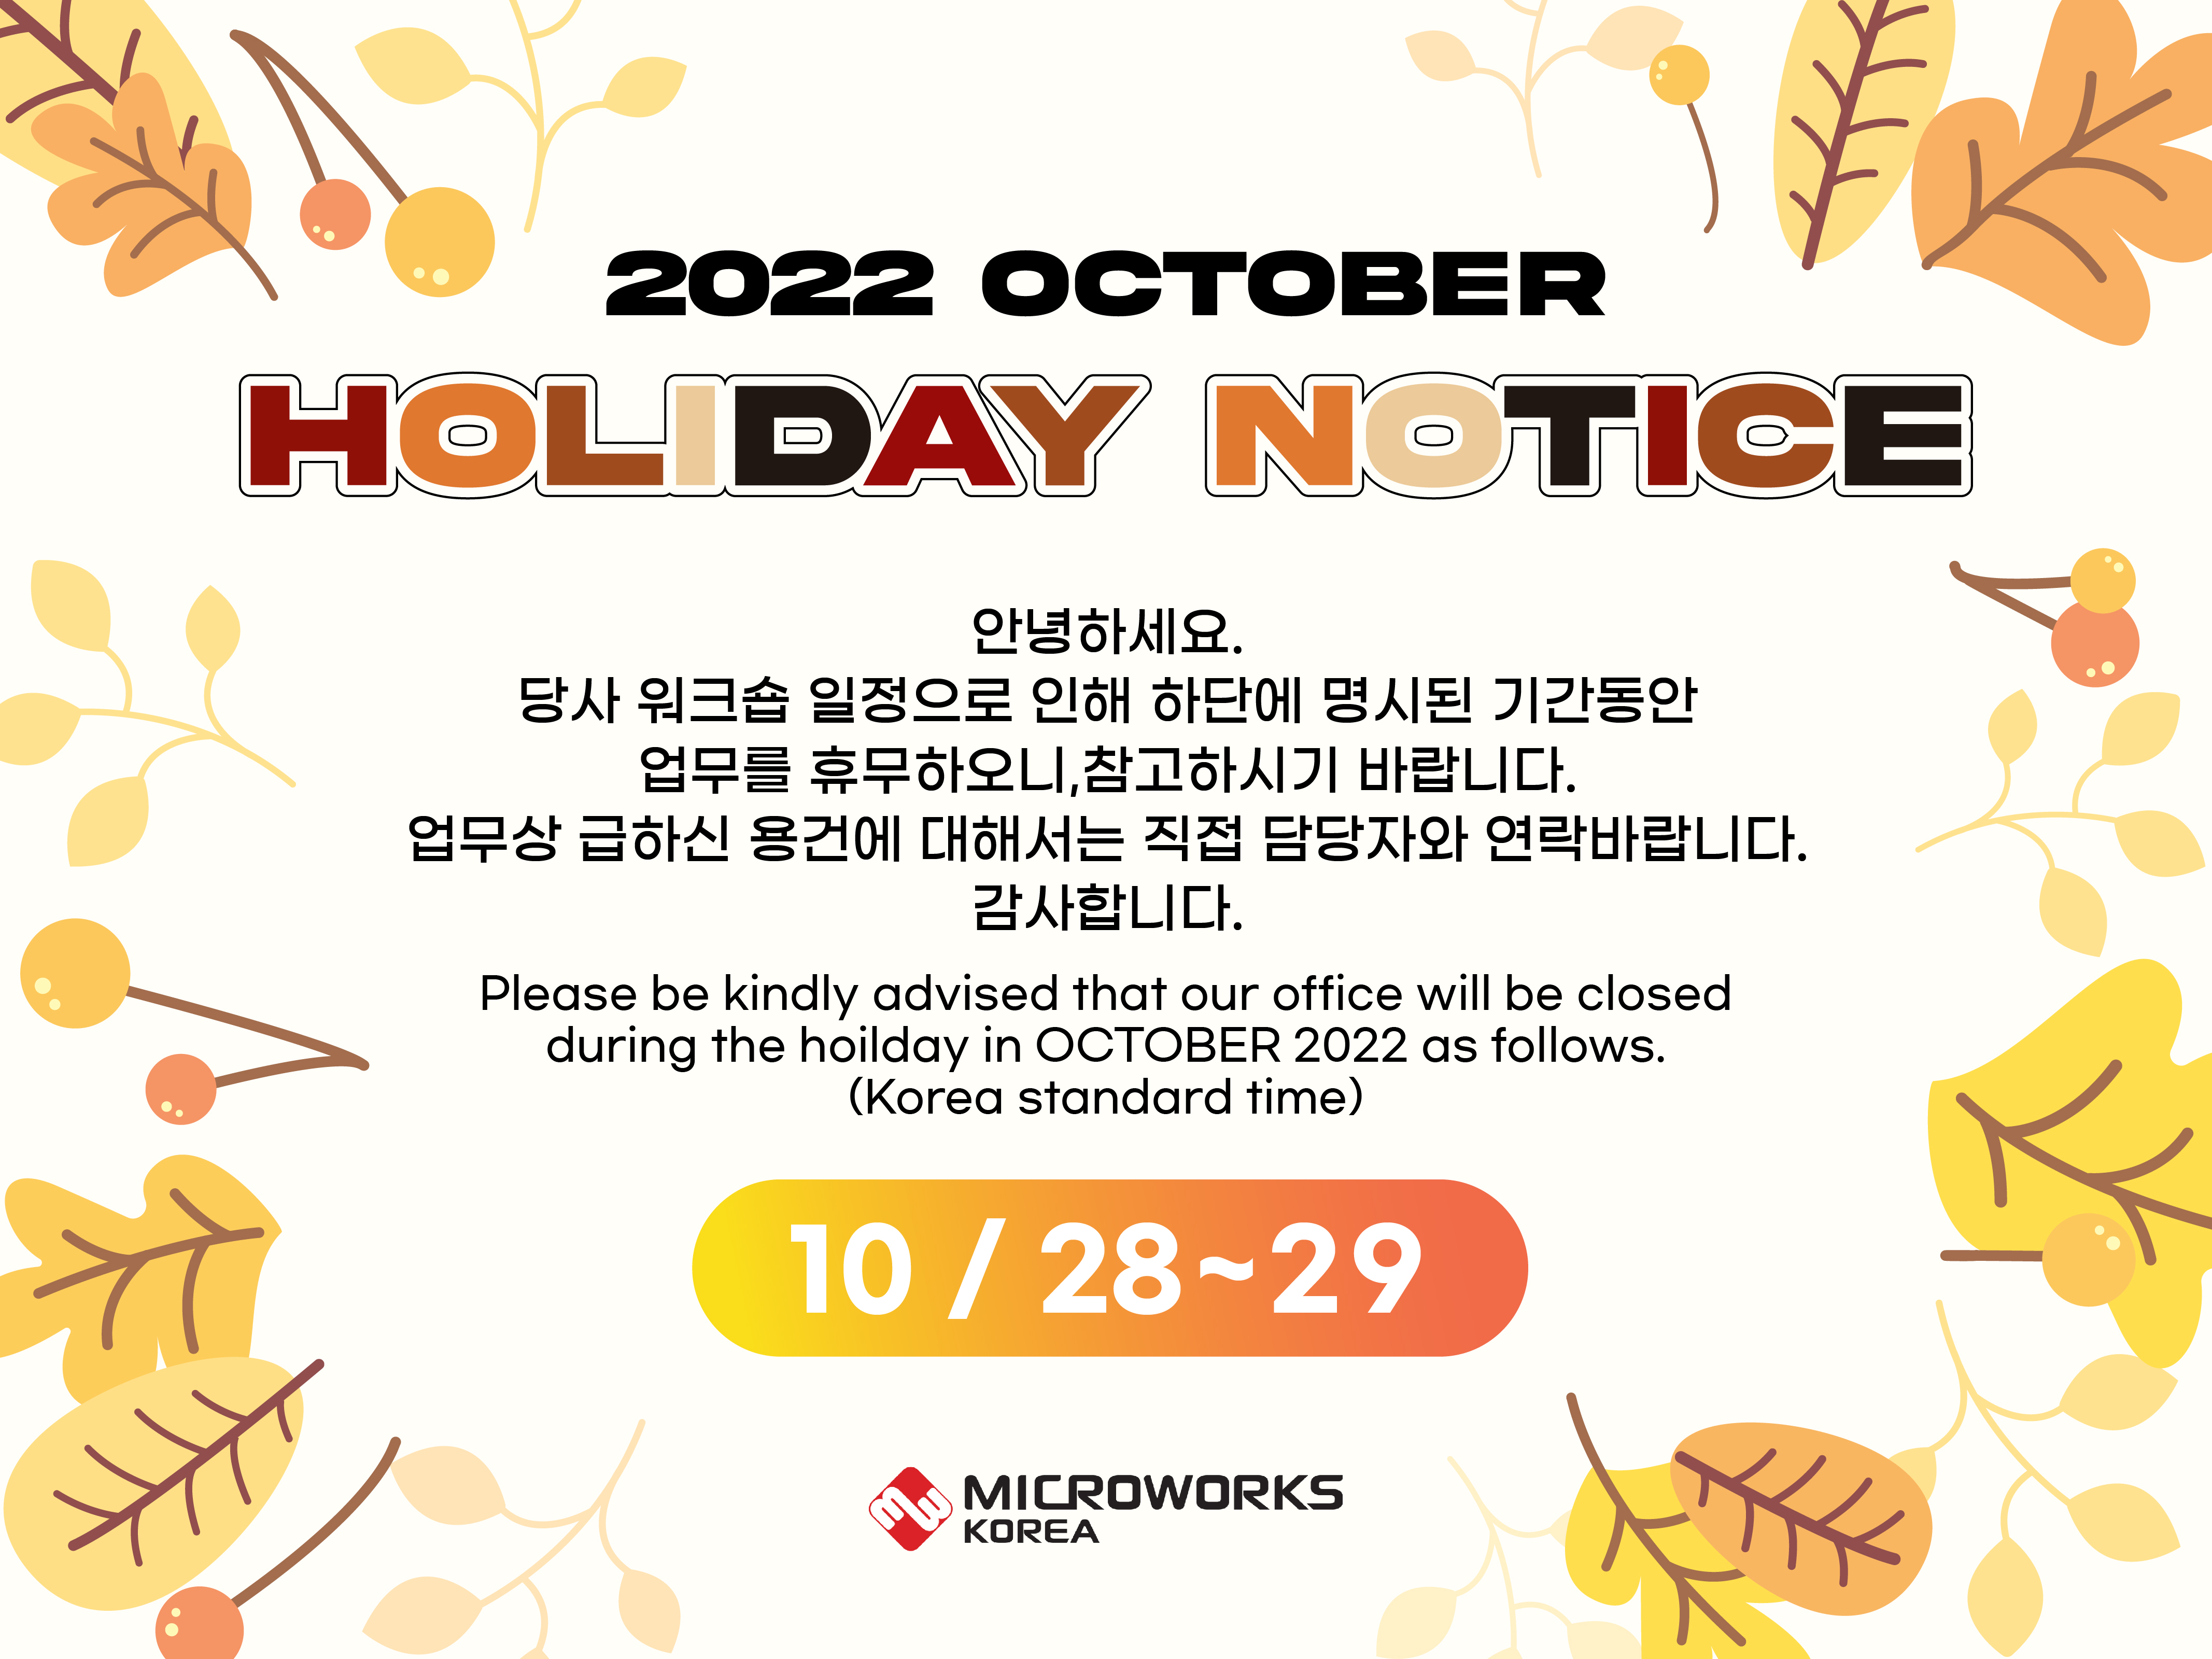 2022 OCTOBER
HOLIDAY NOTICE
안녕하세요.
당사 워크숍 일정으로 인해 하단에 명시된 기간동안
업무를 휴무하오니,참고하시기 바랍니다.
업무상 급하신 용건에 대해서는 직접 담당자와 연락바랍니다.
감사합니다.
Please be kindly advised that our office will be closed
during the hoilday in OCTOBER 2022 as follows.
(Korea standard time)
10 / 28~29
MICROWORKS
KOREA